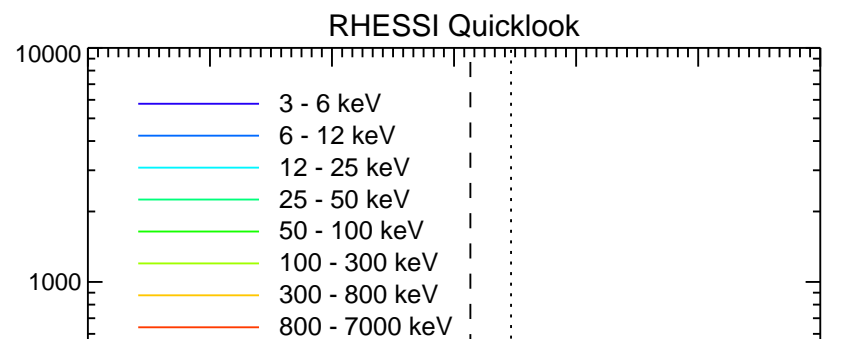 RHESSI Quicklook
10000
3 - 6 keV
6 - 12 keV
12 - 25 keV
25 - 50 keV
50 - 100 keV
100 - 300 keV
1000
300 - 800 keV
800 - 7000 keV